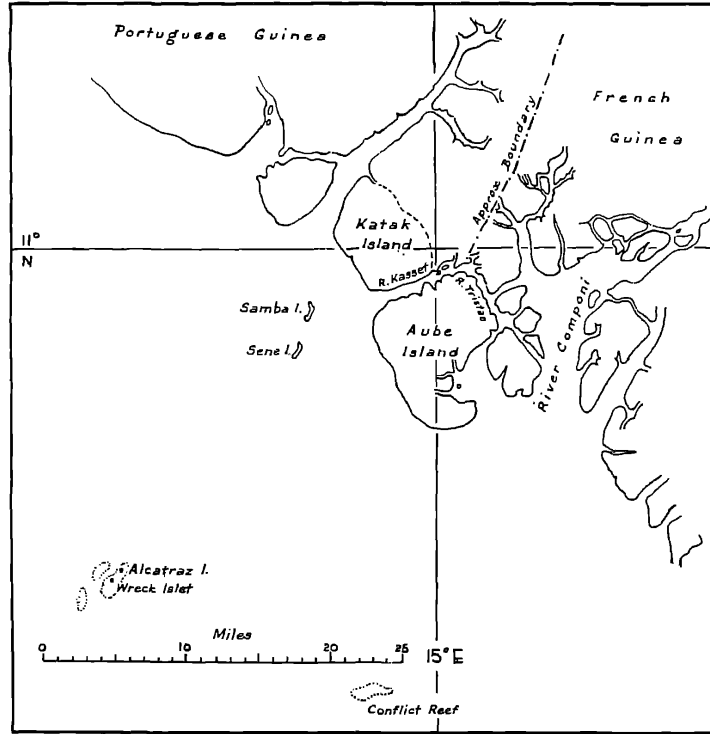 Portuguese Guinea
French
Guinea
Approx Boundary
11°
N
Katak
Island
R. Kasset
R. Tristao
Samba I.
Aube
Island
Sene I.
River Componi
Alcatraz I.
Wreck Islet
Miles
0 10 20 25
15° E
Conflict Reef